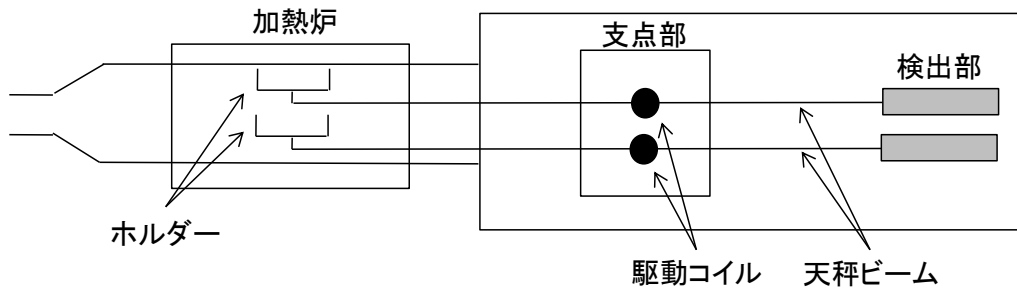 加熱炉
支点部
検出部
ホルダー
駆動コイル
天秤ビーム